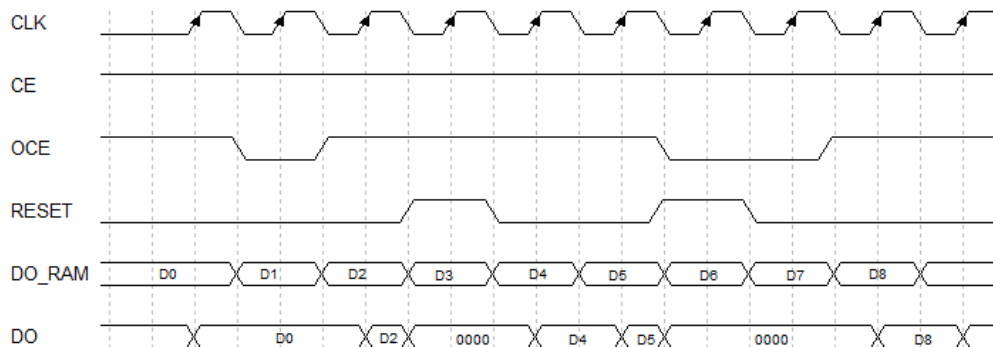 CLK
CE
OCE
RESET
DO_RAM D0 D1 D2 D3 D4 D5 D6 D7 D8
DO D0 D2 0000 D4 D5 0000 D8